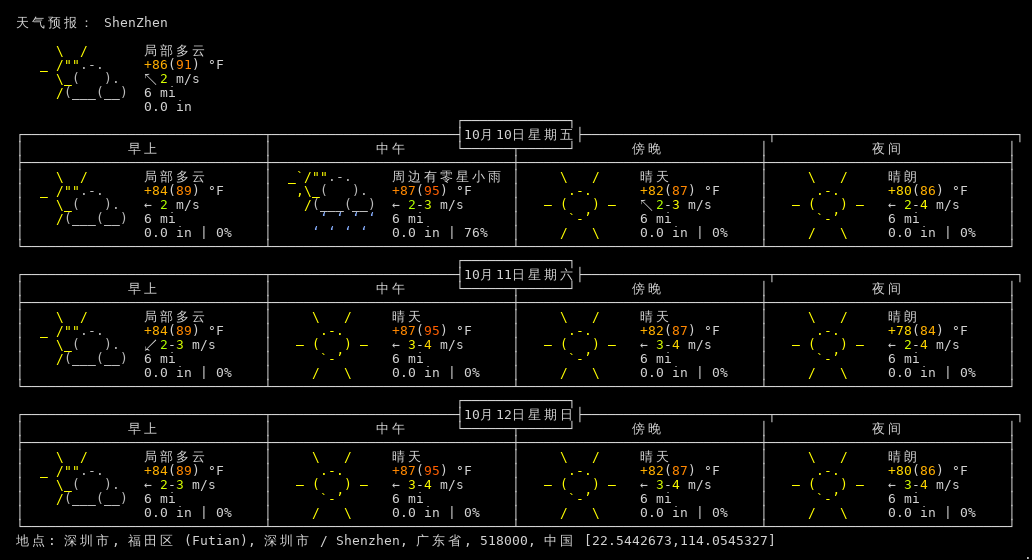 天气预报： ShenZhen
局部多云
+86(91) °F
↖ 2 m/s
6 mi
0.0 in
10月10日星期五
早上 中午 傍晚 夜间
局部多云 周边有零星小雨 晴天 晴朗
+84(89) °F +87(95) °F +82(87) °F +80(86) °F
← 2 m/s ← 2-3 m/s ↖ 2-3 m/s ← 2-4 m/s
6 mi 6 mi 6 mi 6 mi
0.0 in | 0% 0.0 in | 76% 0.0 in | 0% 0.0 in | 0%
10月11日星期六
早上 中午 傍晚 夜间
局部多云 晴天 晴天 晴朗
+84(89) °F +87(95) °F +82(87) °F +78(84) °F
↙ 2-3 m/s ← 3-4 m/s ← 3-4 m/s ← 2-4 m/s
6 mi 6 mi 6 mi 6 mi
0.0 in | 0% 0.0 in | 0% 0.0 in | 0% 0.0 in | 0%
10月12日星期日
早上 中午 傍晚 夜间
局部多云 晴天 晴天 晴朗
+84(89) °F +87(95) °F +82(87) °F +80(86) °F
← 2-3 m/s ← 3-4 m/s ← 3-4 m/s ← 3-4 m/s
6 mi 6 mi 6 mi 6 mi
0.0 in | 0% 0.0 in | 0% 0.0 in | 0% 0.0 in | 0%
地点: 深圳市, 福田区 (Futian), 深圳市 / Shenzhen, 广东省, 518000, 中国 [22.5442673,114.0545327]